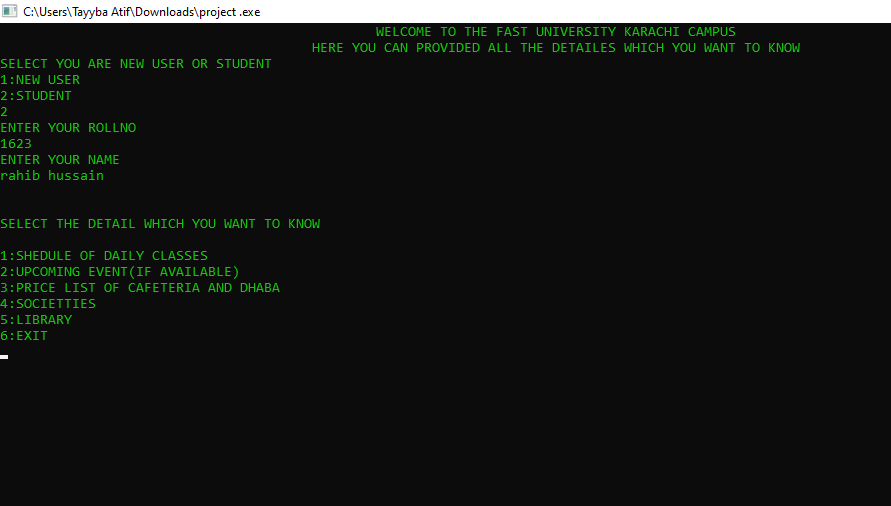 C:\Users\Tayyba Atif\Downloads\project .exe
WELCOME TO THE FAST UNIVERSITY KARACHI CAMPUS
HERE YOU CAN PROVIDED ALL THE DETAILES WHICH YOU WANT TO KNOW
SELECT YOU ARE NEW USER OR STUDENT
1:NEW USER
2:STUDENT
2
ENTER YOUR ROLLNO
1623
ENTER YOUR NAME
rahib hussain
SELECT THE DETAIL WHICH YOU WANT TO KNOW
1:SHEDULE OF DAILY CLASSES
2:UPCOMING EVENT(IF AVAILABLE)
3:PRICE LIST OF CAFETERIA AND DHABA
4:SOCIETTIES
5:LIBRARY
6:EXIT